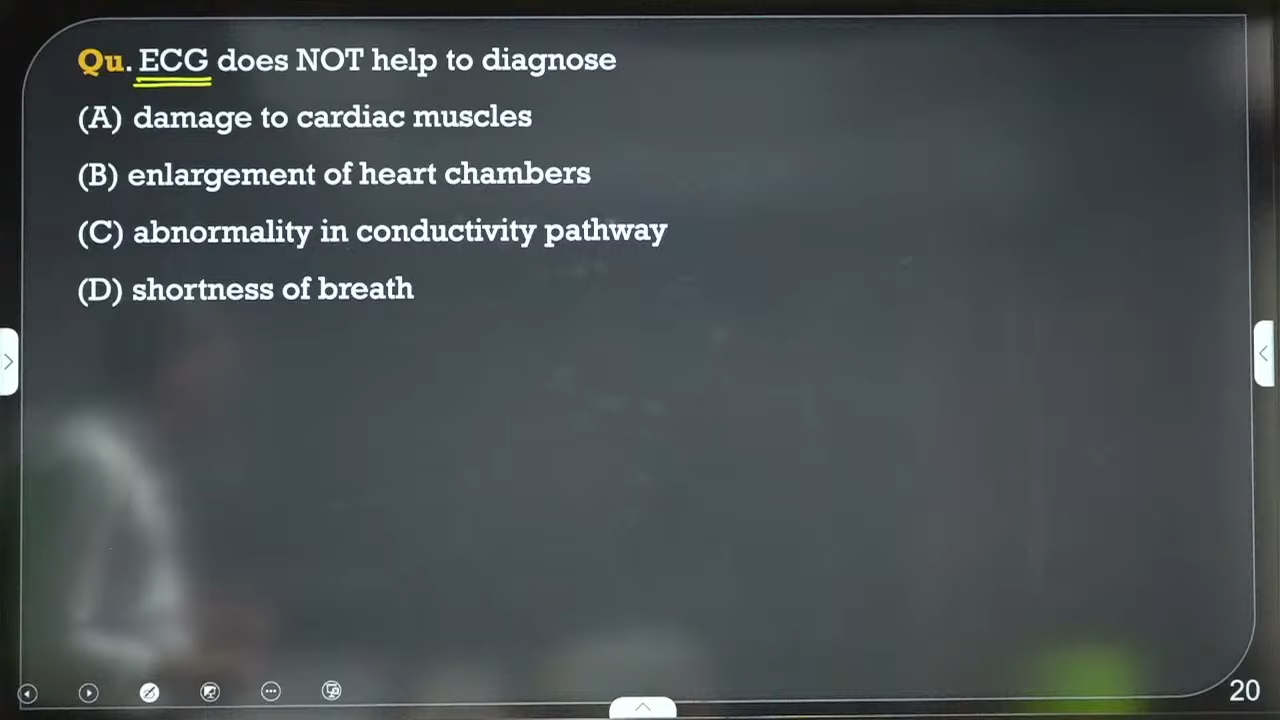 Qu. ECG does NOT help to diagnose
(A) damage to cardiac muscles
(B) enlargement of heart chambers
(C) abnormality in conductivity pathway
(D) shortness of breath
20